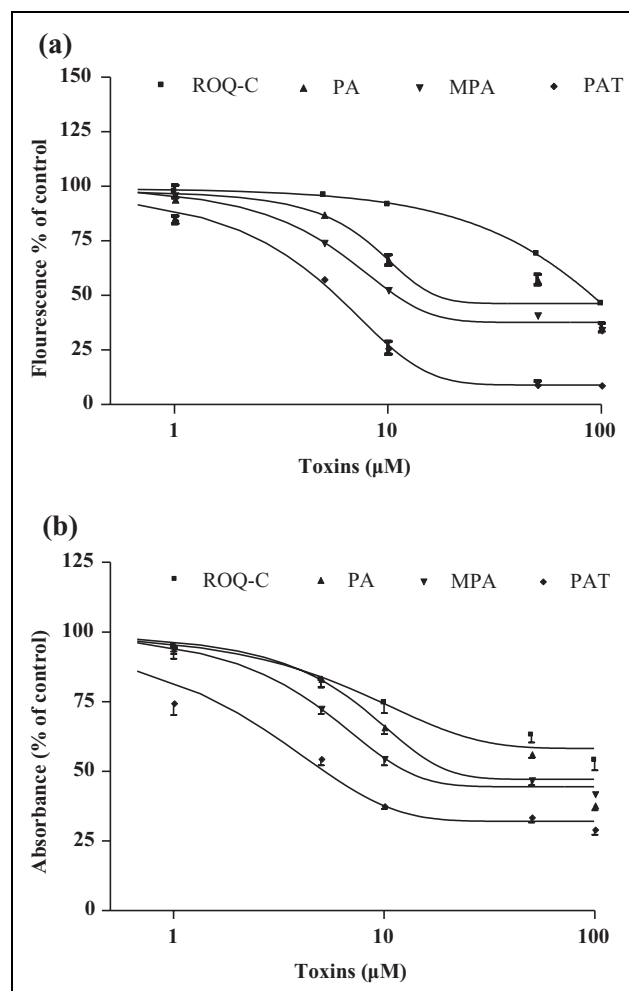 (a)
150
ROQ-C PA MPA PAT
125
100
75
50
25
0
Flourescence % of control
1 10 100
Toxins (µM)
(b)
125
ROQ-C PA MPA PAT
100
75
50
25
0
Absorbance (% of control)
1 10 100
Toxins (µM)